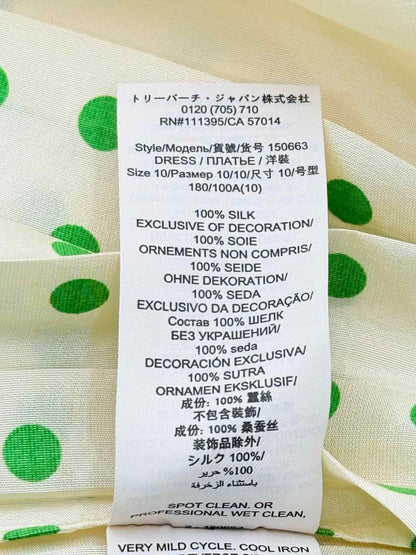 トリーバーチ・ジャパン株式会社
0120 (705) 710
RN#111395/CA 57014
Style/Модель/貨號/货号 150663
DRESS / ПЛАТЬЕ / 洋裝
Size 10/Размер 10/10/尺寸 10/号型
180/100A(10)
100% SILK
EXCLUSIVE OF DECORATION/
100% SOIE
ORNEMENTS NON COMPRIS/
100% SEIDE
OHNE DEKORATION/
100% SEDA
EXCLUSIVO DA DECORAÇÃO/
Состав 100% ШЕЛК
БЕЗ УКРАШЕНИЙ/
100% seda
DECORACIÓN EXCLUSIVA/
100% SUTRA
ORNAMEN EKSKLUSIF/
成份: 100% 蠶絲
不包含裝飾/
成份: 100% 桑蚕丝
装饰品除外/
シルク 100%/
100% حرير
باستثناء الزخرفة
SPOT CLEAN. OR
PROFESSIONAL WET CLEAN,
VERY MILD CYCLE, COOL IRON